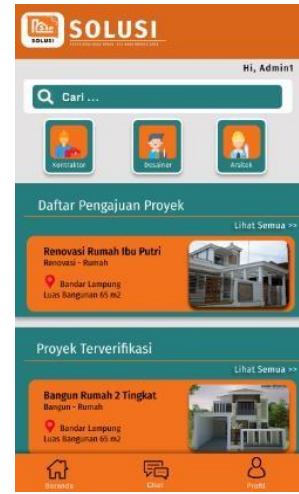 SOLUSI
SOLUSI
Hi, Admin1
Cari ...
Kontraktor
Desainer
Arsitek
Daftar Pengajuan Proyek
Lihat Semua >>
Renovasi Rumah Ibu Putri
Renovasi - Rumah
Bandar Lampung
Luas Bangunan 65 m2
Proyek Terverifikasi
Lihat Semua >>
Bangun Rumah 2 Tingkat
Bangun - Rumah
Bandar Lampung
Luas Bangunan 65 m2
Beranda
Chat
Profil